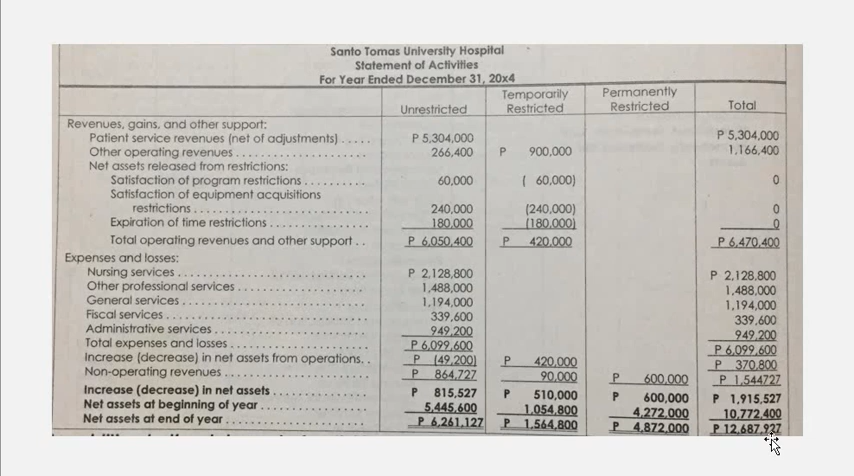 Santo Tomas University Hospital
Statement of Activities
For Year Ended December 31, 20x4
Unrestricted Temporarily Restricted Permanently Restricted Total
Revenues, gains, and other support:
Patient service revenues (net of adjustments) ..... P 5,304,000 P 5,304,000
Other operating revenues .................... 266,400 P 900,000 1,166,400
Net assets released from restrictions:
Satisfaction of program restrictions .......... 60,000 ( 60,000) 0
Satisfaction of equipment acquisitions
restrictions ........................... 240,000 (240,000) 0
Expiration of time restrictions ............... 180,000 (180,000) 0
Total operating revenues and other support .. P 6,050,400 P 420,000 P 6,470,400
Expenses and losses:
Nursing services ............................. P 2,128,800 P 2,128,800
Other professional services .................... 1,488,000 1,488,000
General services ............................. 1,194,000 1,194,000
Fiscal services ............................... 339,600 339,600
Administrative services ....................... 949,200 949,200
Total expenses and losses ..................... P 6,099,600 P 6,099,600
Increase (decrease) in net assets from operations. . P (49,200) P 420,000 P 370,800
Non-operating revenues ...................... P 864,727 90,000 P 600,000 P 1,544727
Increase (decrease) in net assets ............... P 815,527 P 510,000 P 600,000 P 1,915,527
Net assets at beginning of year ................ 5,445,600 1,054,800 4,272,000 10,772,400
Net assets at end of year ..................... P 6,261,127 P 1,564,800 P 4,872,000 P 12,687,927